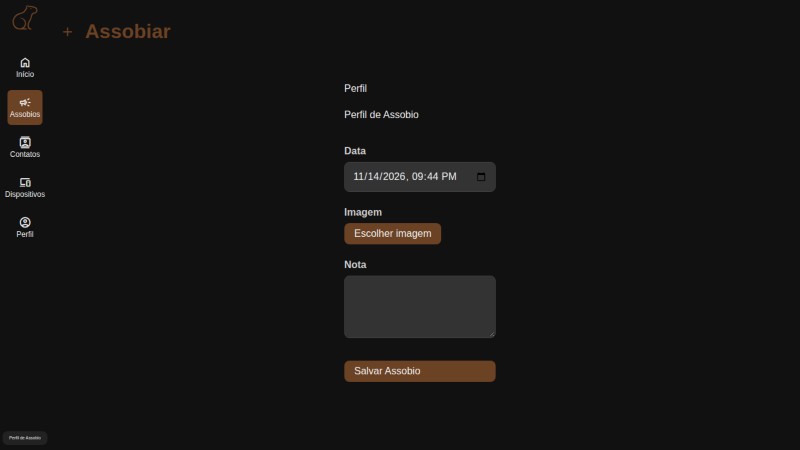 + Assobiar
Início
Assobios
Contatos
Dispositivos
Perfil
Perfil
Perfil de Assobio
Data
11/14/2026, 09:44 PM
Imagem
Escolher imagem
Nota
Salvar Assobio
Perfil de Assobio